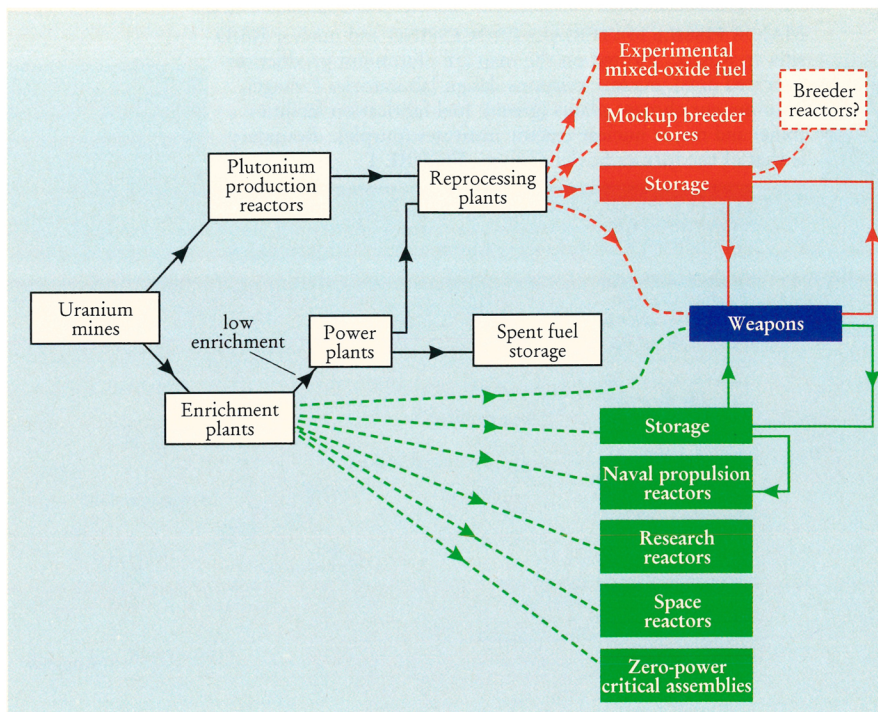 Experimental
mixed-oxide fuel
Breeder
reactors?
Mockup breeder
cores
Plutonium
production
reactors
Reprocessing
plants
Storage
Uranium
mines
low
enrichment
Power
plants
Spent fuel
storage
Weapons
Enrichment
plants
Storage
Naval propulsion
reactors
Research
reactors
Space
reactors
Zero-power
critical assemblies